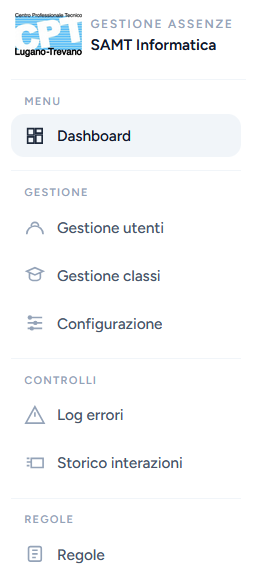 Centro Professionale Tecnico
CPT
Lugano-Trevano
GESTIONE ASSENZE
SAMT Informatica
MENU
Dashboard
GESTIONE
Gestione utenti
Gestione classi
Configurazione
CONTROLLI
Log errori
Storico interazioni
REGOLE
Regole